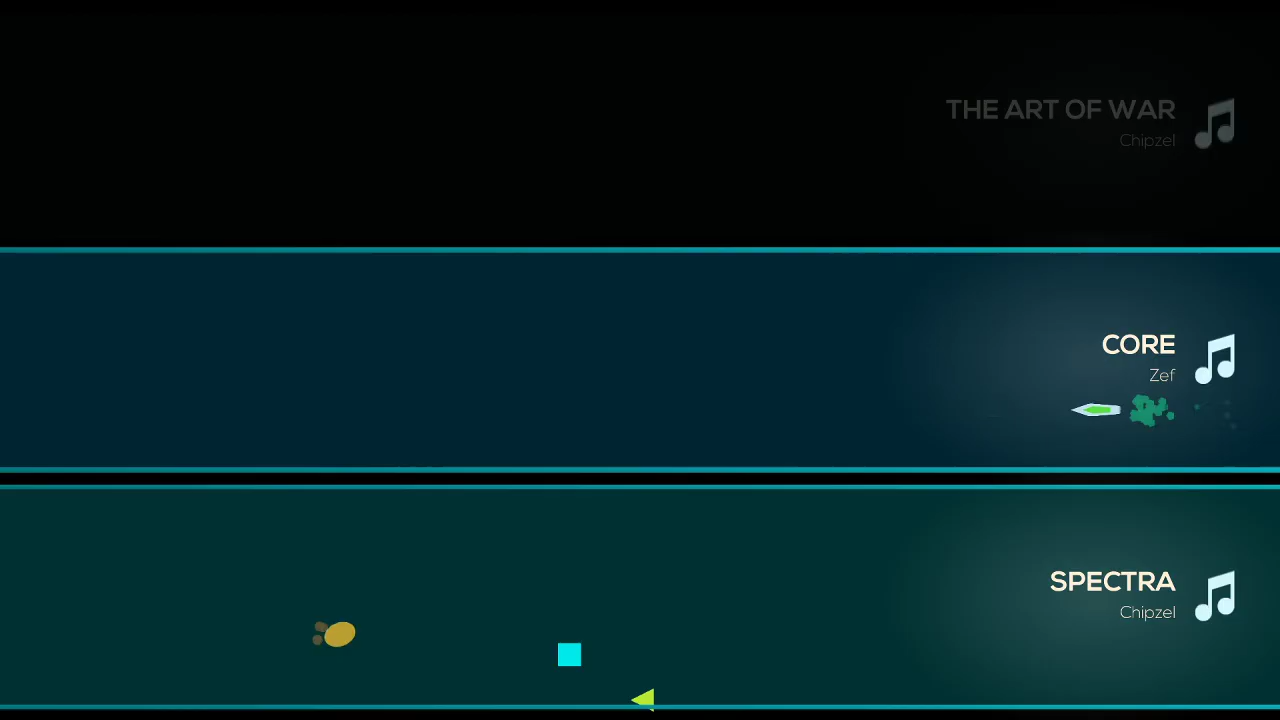 THE ART OF WAR
Chipzel
CORE
Zef
SPECTRA
Chipzel